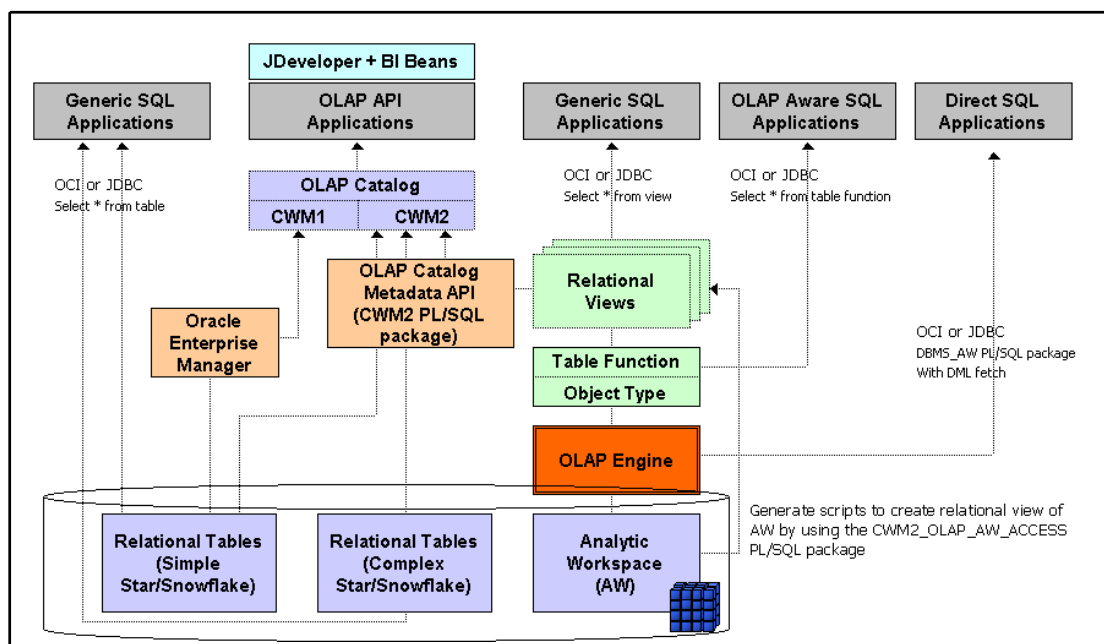 JDeveloper + BI Beans
Generic SQL
Applications
OLAP API
Applications
Generic SQL
Applications
OLAP Aware SQL
Applications
Direct SQL
Applications
OCI or JDBC
Select * from table
OLAP Catalog
CWM1
CWM2
OCI or JDBC
Select * from view
OCI or JDBC
Select * from table function
OLAP Catalog
Metadata API
(CWM2 PL/SQL
package)
Relational
Views
Oracle
Enterprise
Manager
OCI or JDBC
DBMS_AW PL/SQL package
With DML fetch
Table Function
Object Type
OLAP Engine
Relational Tables
(Simple
Star/Snowflake)
Relational Tables
(Complex
Star/Snowflake)
Analytic
Workspace
(AW)
Generate scripts to create relational view of
AW by using the CWM2_OLAP_AW_ACCESS
PL/SQL package